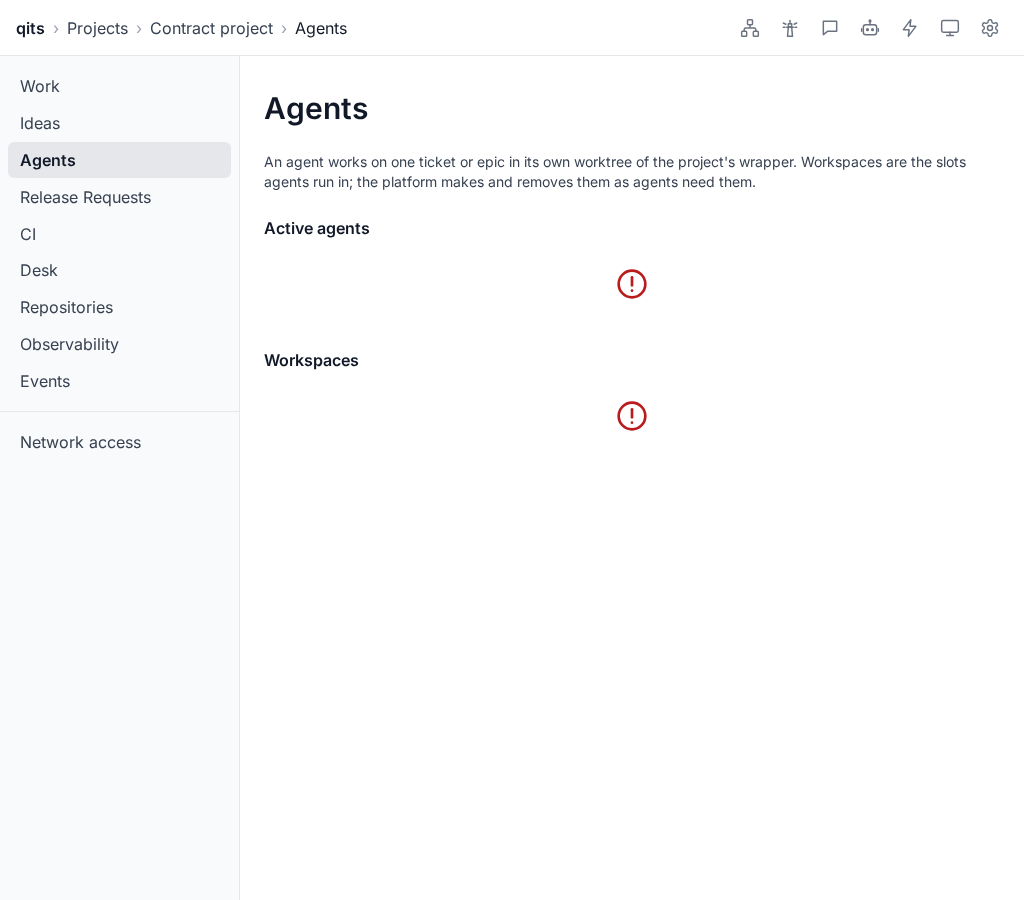 qits › Projects › Contract project › Agents
Work
Ideas
Agents
Release Requests
CI
Desk
Repositories
Observability
Events
Network access
Agents
An agent works on one ticket or epic in its own worktree of the project's wrapper. Workspaces are the slots
agents run in; the platform makes and removes them as agents need them.
Active agents
Workspaces